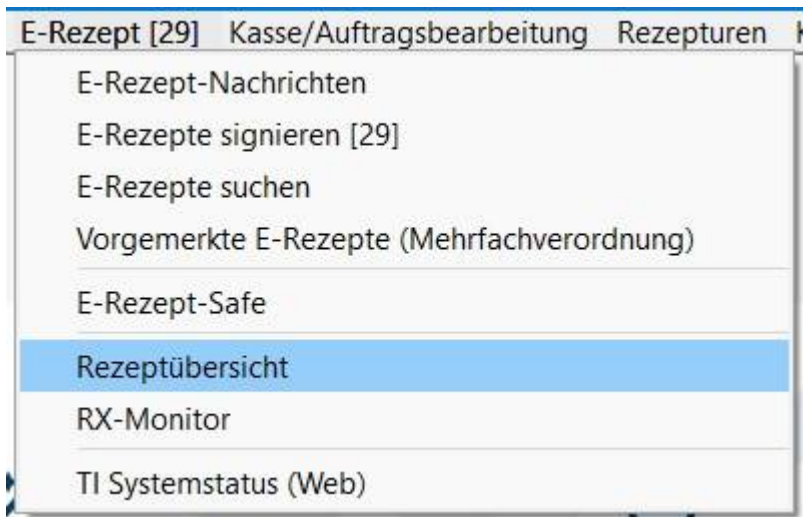 E-Rezept [29] Kasse/Auftragsbearbeitung Rezepturen
E-Rezept-Nachrichten
E-Rezepte signieren [29]
E-Rezepte suchen
Vorgemerkte E-Rezepte (Mehrfachverordnung)
E-Rezept-Safe
Rezeptübersicht
RX-Monitor
TI Systemstatus (Web)